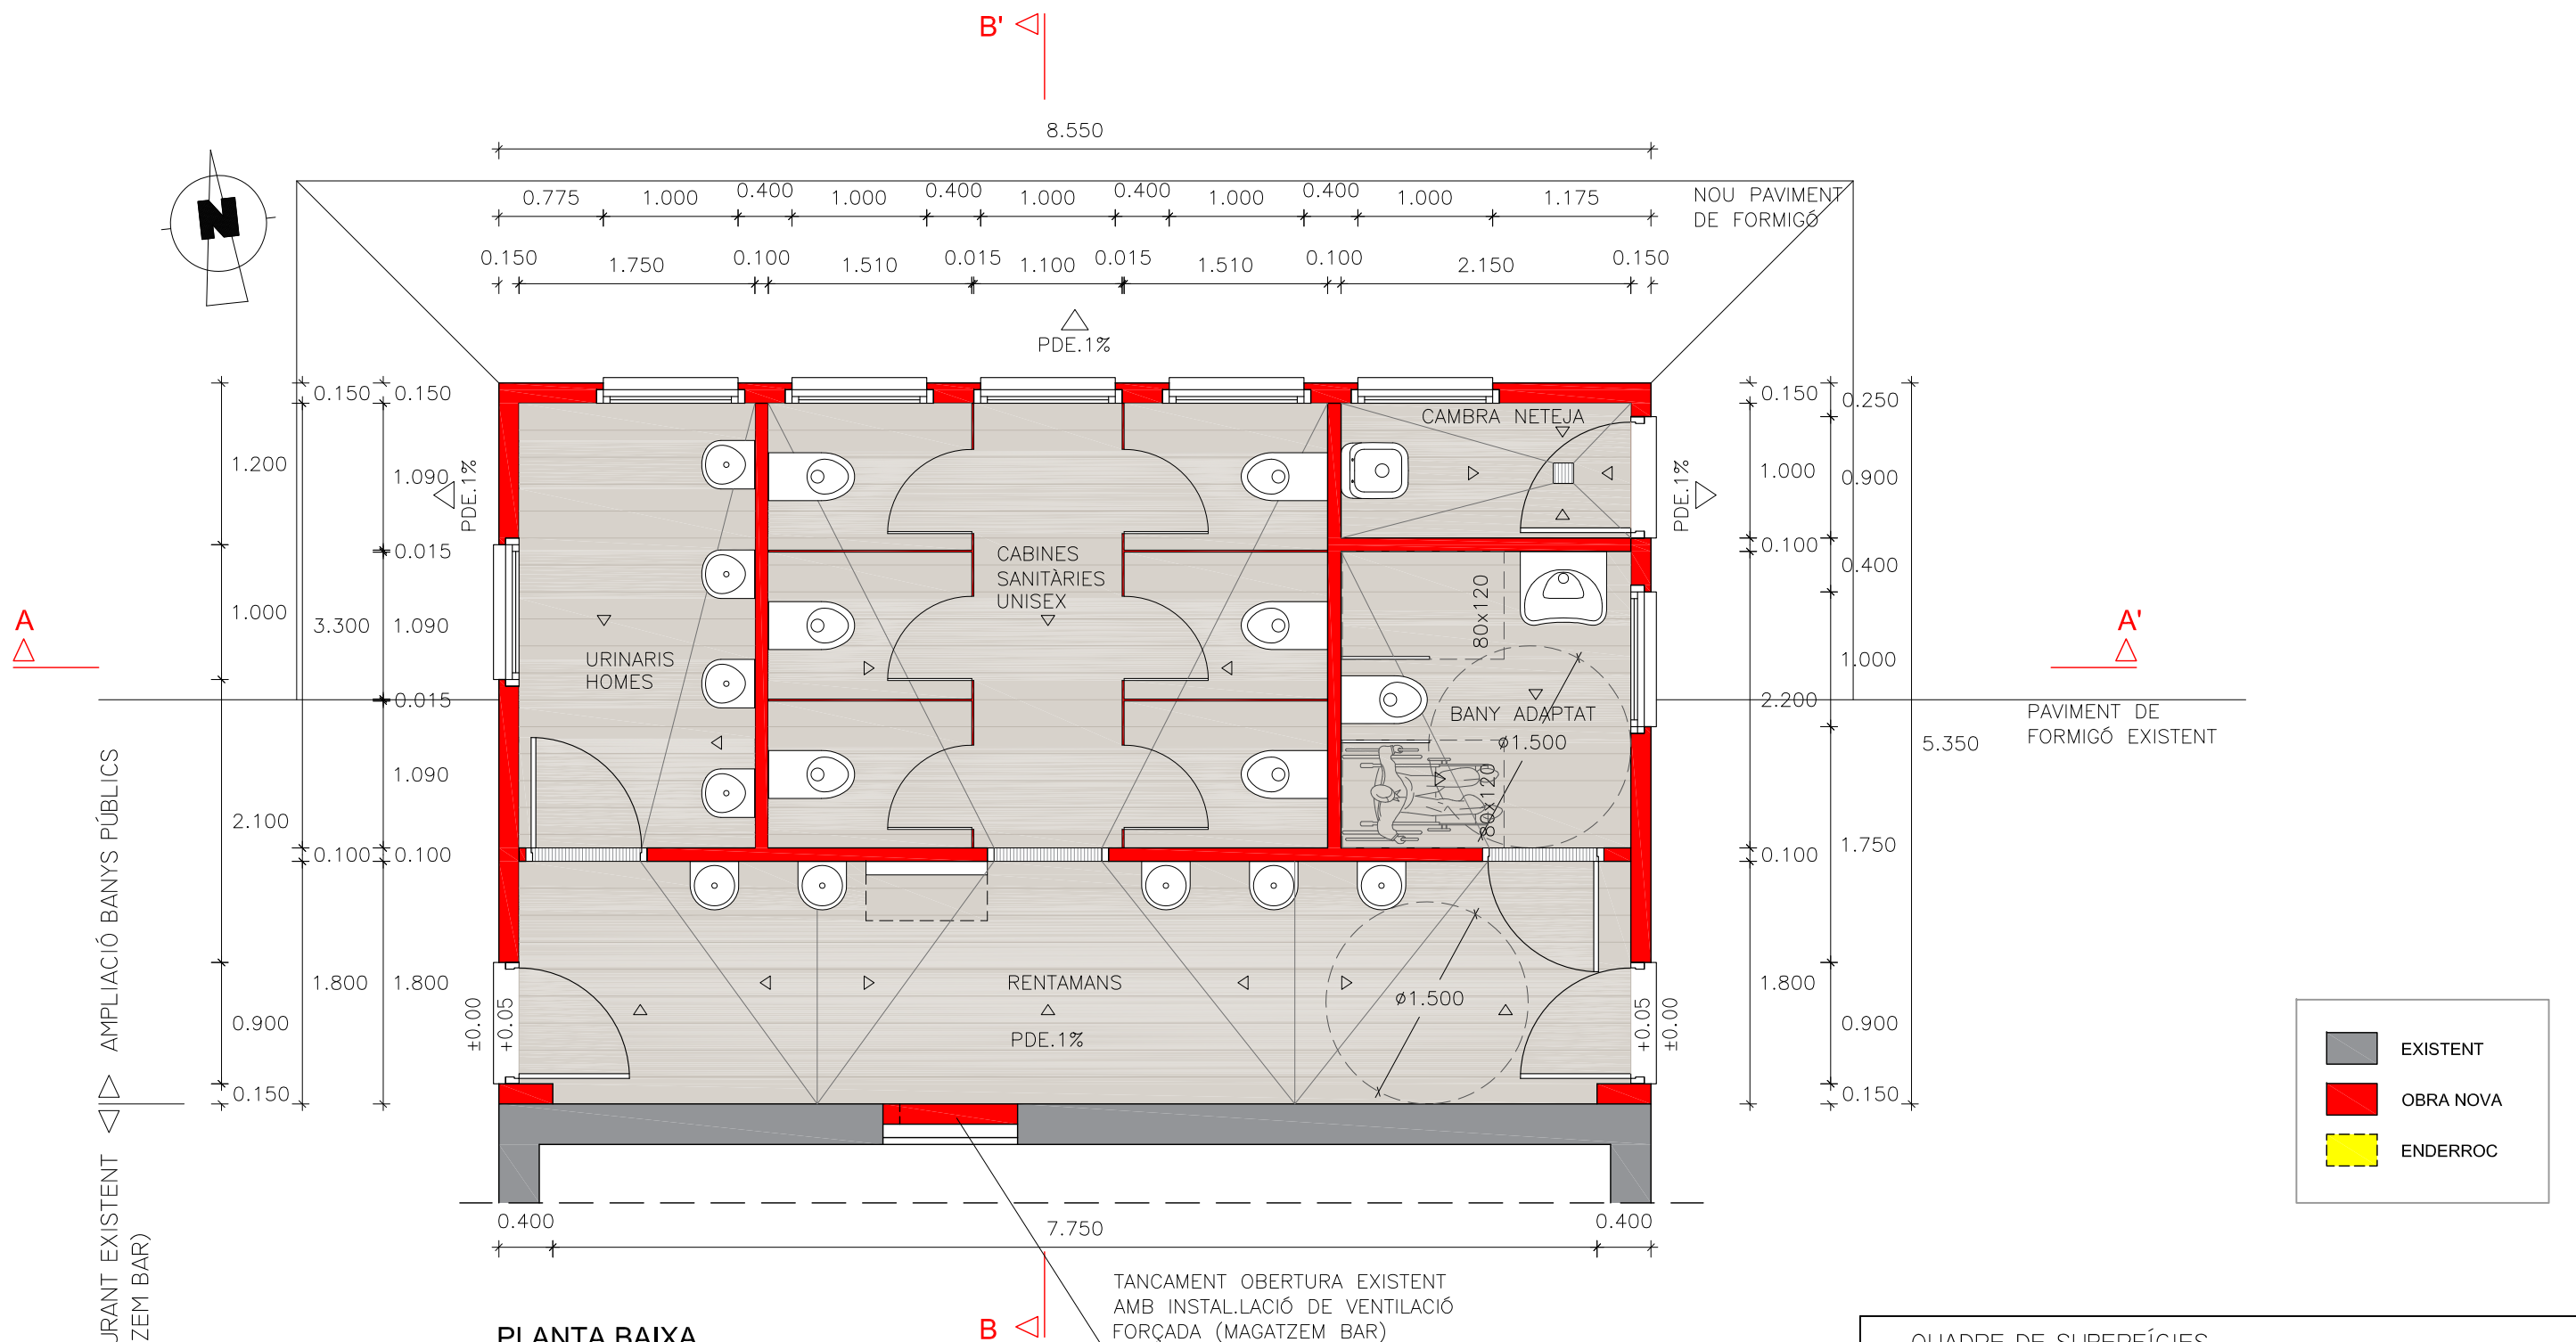 B'
8.550
0.775 1.000 0.400 1.000 0.400 1.000 0.400 1.000 0.400 1.000 1.175
NOU PAVIMENT
DE FORMIGÓ
0.150 1.750 0.100 1.510 0.015 1.100 0.015 1.510 0.100 2.150 0.150
N
PDE.1%
0.150 0.150
1.200
1.090
PDE.1%
0.015
1.000
3.300
1.090
0.015
2.100
1.090
0.100 0.100
1.800 1.800
0.900
0.150
CAMBRA NETEJA
CABINES
SANITÀRIES
UNISEX
URINARIS
HOMES
80x120
BANY ADAPTAT
ø1.500
80x120
PDE.1%
0.150
0.250
1.000
0.900
0.100
0.400
1.000
2.200
5.350
0.100
1.750
1.800
0.900
0.150
A
A'
PAVIMENT DE
FORMIGÓ EXISTENT
AMPLIACIÓ BANYS PÚBLICS
URANT EXISTENT
ZEM BAR)
RENTAMANS
PDE.1%
ø1.500
±0.00
+0.05
+0.05
±0.00
EXISTENT
OBRA NOVA
ENDERROC
0.400 7.750 0.400
TANCAMENT OBERTURA EXISTENT
AMB INSTAL.LACIÓ DE VENTILACIÓ
FORÇADA (MAGATZEM BAR)
B
PLANTA BAIXA
QUADRE DE SUPERFÍCIES